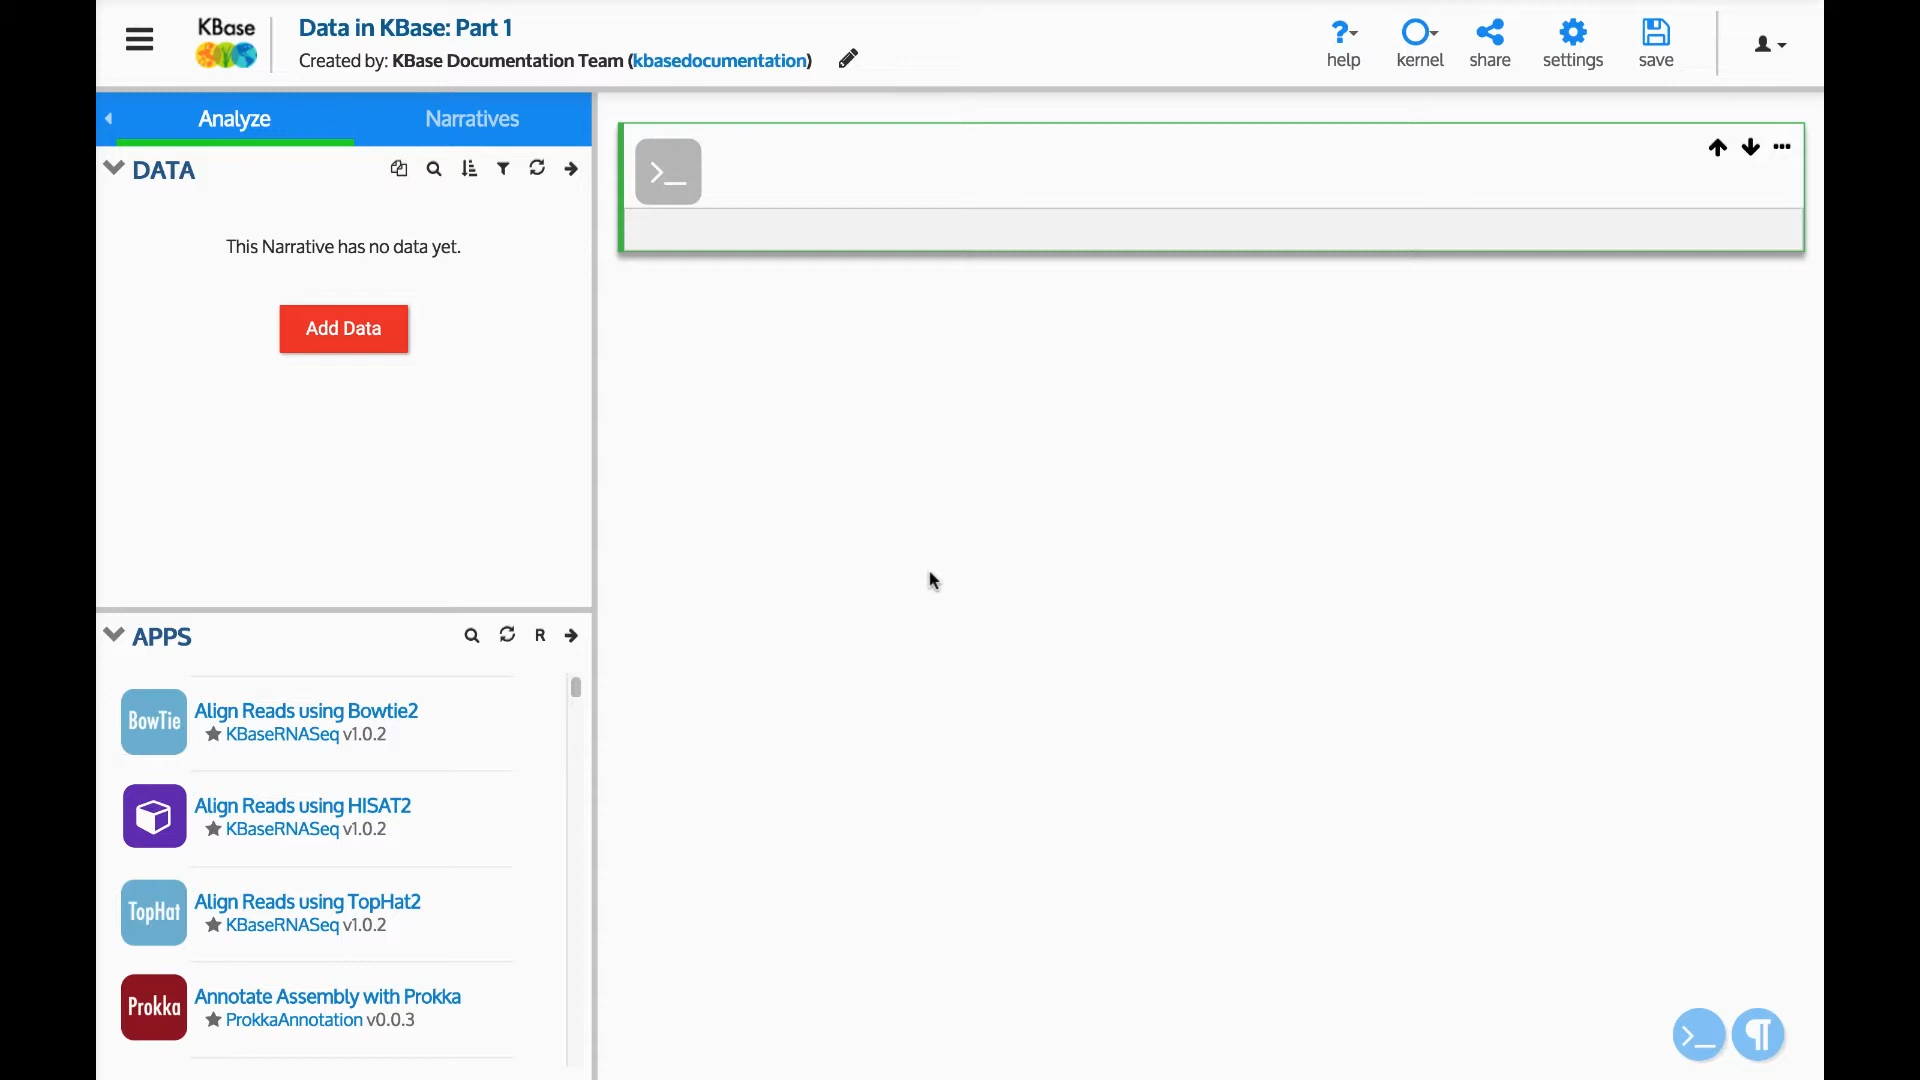 KBase
Data in KBase: Part 1
Created by: KBase Documentation Team (kbasedocumentation)
help
kernel
share
settings
save
Analyze
Narratives
DATA
This Narrative has no data yet.
Add Data
APPS
R
BowTie
Align Reads using Bowtie2
KBaseRNASeq v1.0.2
Align Reads using HISAT2
KBaseRNASeq v1.0.2
TopHat
Align Reads using TopHat2
KBaseRNASeq v1.0.2
Prokka
Annotate Assembly with Prokka
ProkkaAnnotation v0.0.3